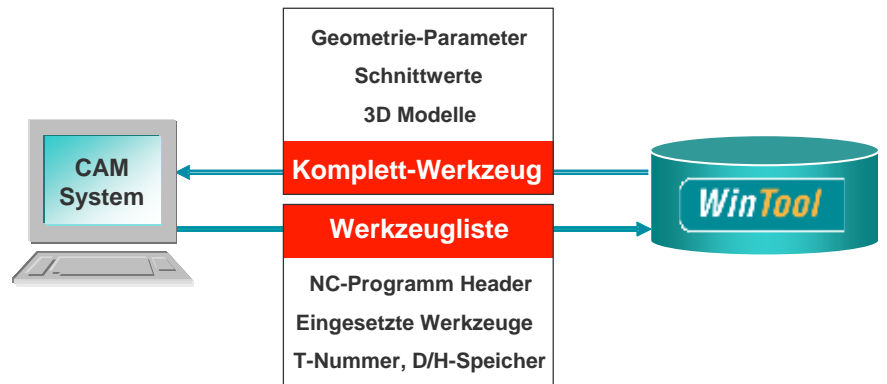 Geometrie-Parameter
Schnittwerte
3D Modelle
Komplett-Werkzeug
CAM
System
WinTool
Werkzeugliste
NC-Programm Header
Eingesetzte Werkzeuge
T-Nummer, D/H-Speicher